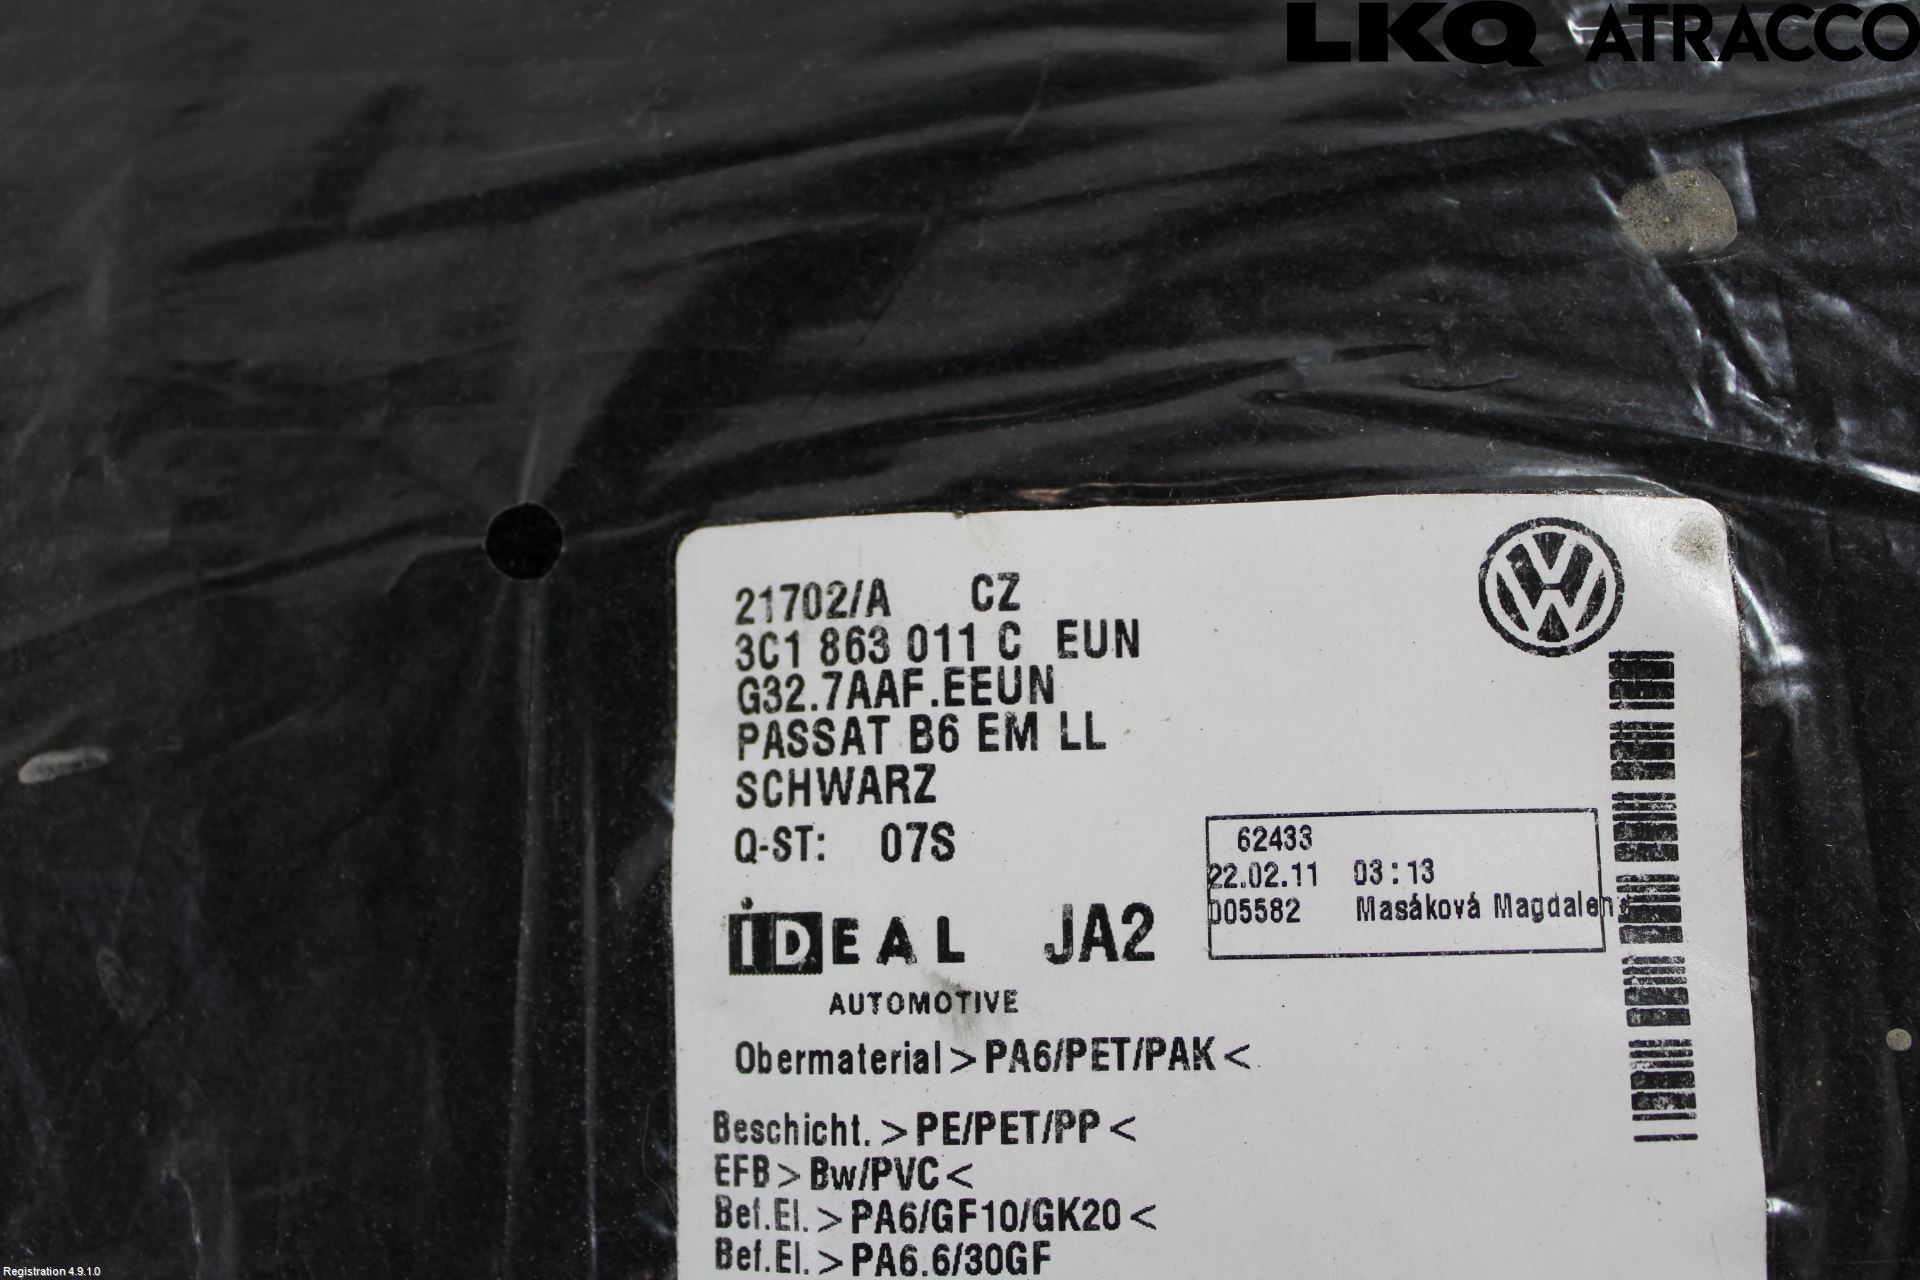 LKQ ATRACCO
21702/A CZ
3C1 863 011 C EUN
G32.7AAF.EEUN
PASSAT B6 EM LL
SCHWARZ
Q-ST: 07S
62433
22.02.11 03:13
005582 Masáková Magdalen
IDEAL JA2
AUTOMOTIVE
Obermaterial >PA6/PET/PAK<
Beschicht. >PE/PET/PP<
EFB >Bw/PVC<
Bef.El. >PA6/GF10/GK20<
Bef.El. >PA6.6/30GF
Registration 4.9.1.0